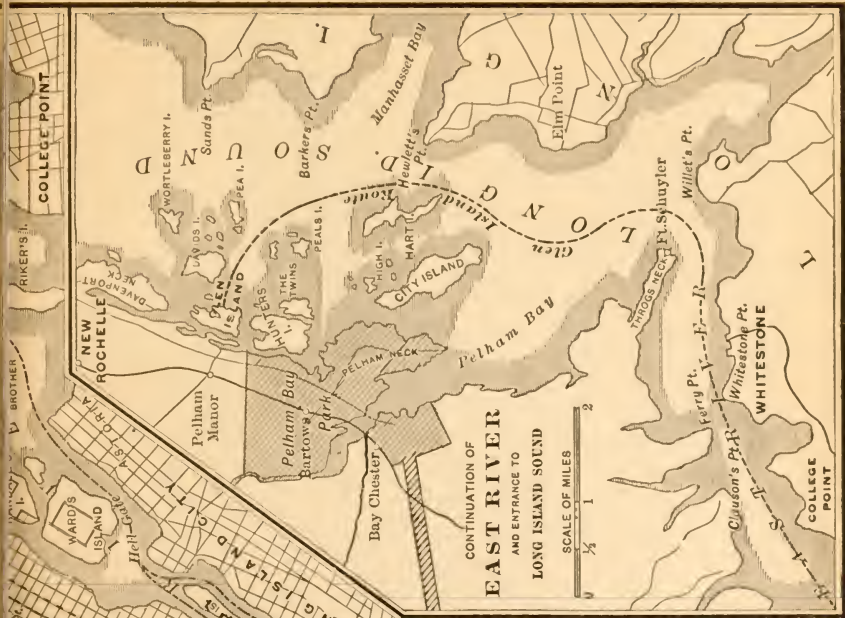 COLLEGE POINT
RIKER'S I.
BROTHER
WARD'S
ISLAND
Hell Gate
ASTORIA
ISLAND CITY
I.
Manhasset Bay
Sands Pt.
Barkers Pt.
Hewlett's
Pt.
Elm Point
Willet's Pt.
Ft. Schuyler
THROGS NECK
WORTLEBERRY I.
PEA I.
DAVIDS I.
GLEN
ISLAND
DAVENPORT
NECK
NEW
ROCHELLE
HUNTERS
I.
THE
TWINS
PEALS I.
HIGH I.
HART I.
CITY ISLAND
Glen Island Route
LONG I.D. SOUND
Pelham
Manor
Pelham Bay
Park
Bartow
PELHAM NECK
Pelham Bay
Bay Chester
CONTINUATION OF
EAST RIVER
AND ENTRANCE TO
LONG ISLAND SOUND
SCALE OF MILES
0 ½ 1 2
EAST RIVER
Ferry Pt.
Whitestone Pt.
WHITESTONE
Clauson's Pt.
COLLEGE
POINT
L O N G